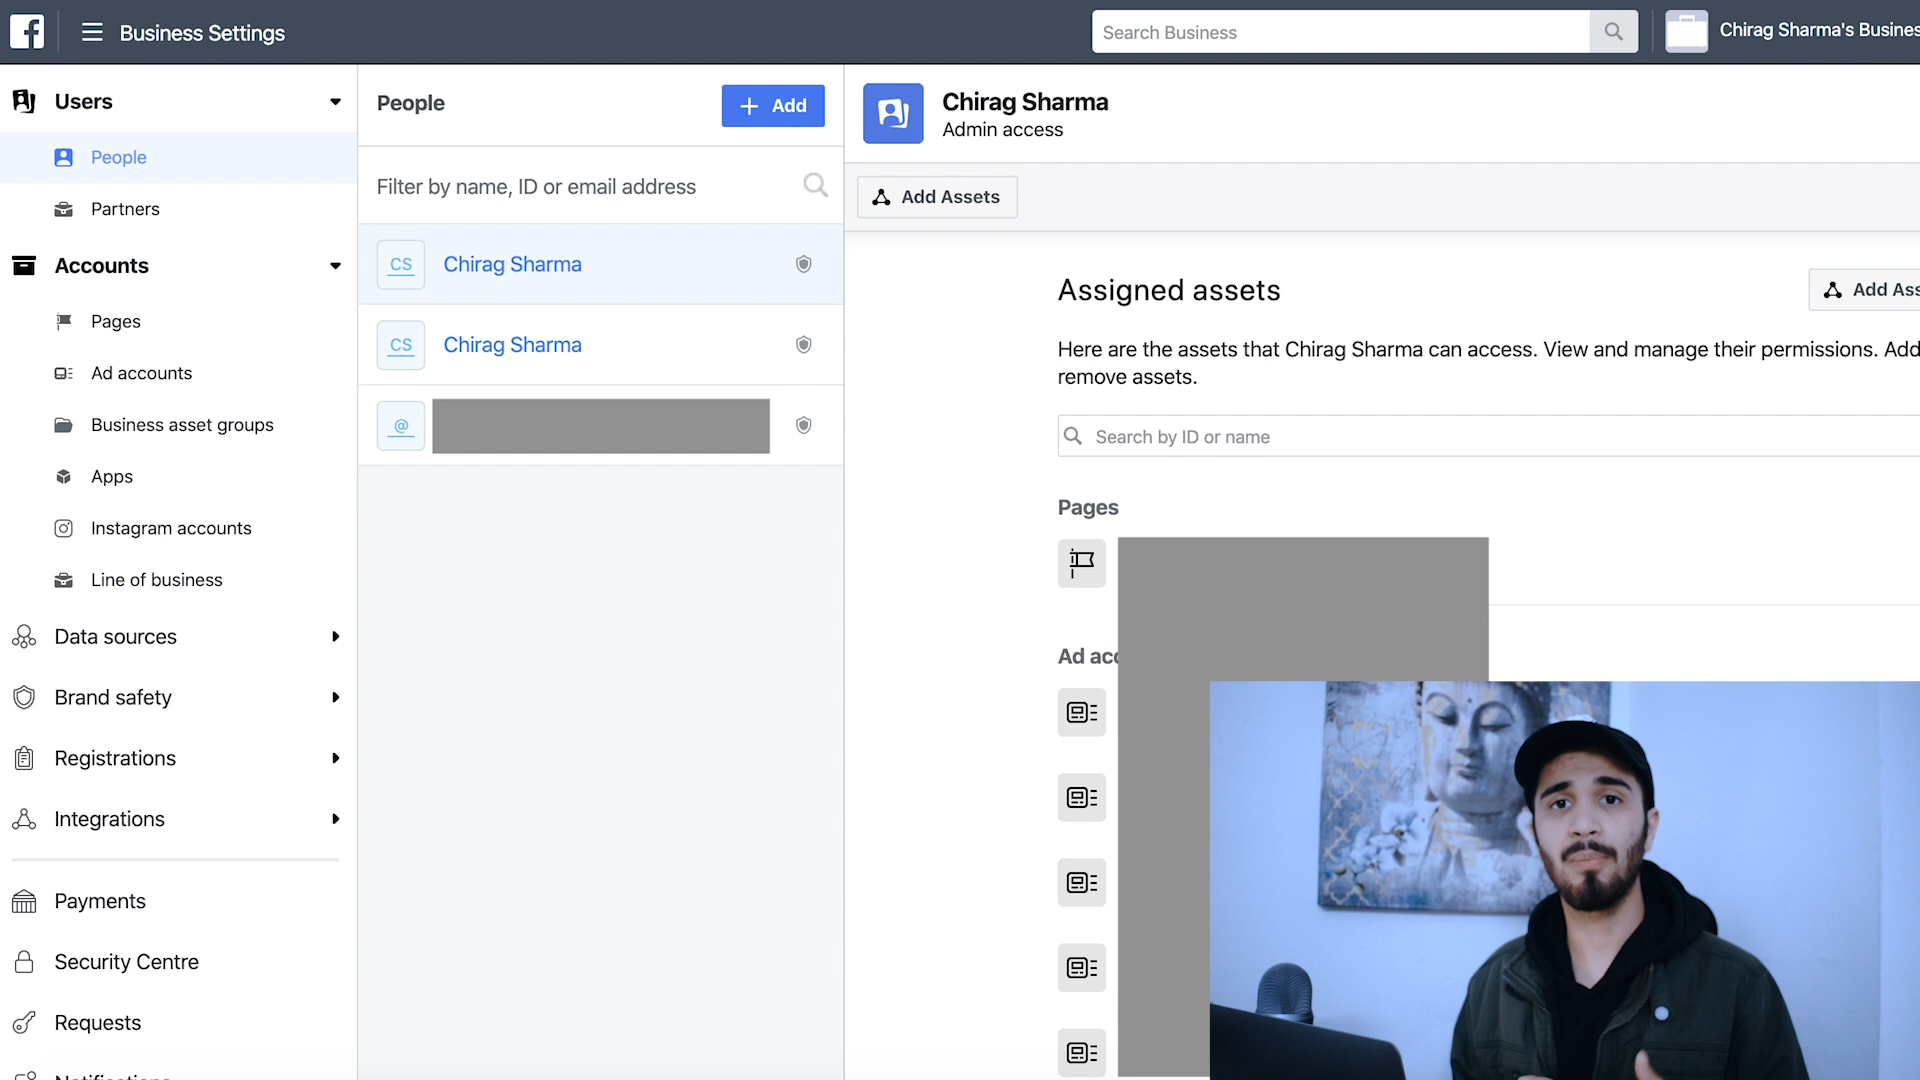 Business Settings
Search Business
Chirag Sharma's Busines
Users
People
Partners
Accounts
Pages
Ad accounts
Business asset groups
Apps
Instagram accounts
Line of business
Data sources
Brand safety
Registrations
Integrations
Payments
Security Centre
Requests
Notifications
People
+ Add
Filter by name, ID or email address
CS Chirag Sharma
CS Chirag Sharma
@
Chirag Sharma
Admin access
Add Assets
Assigned assets
Add Ass
Here are the assets that Chirag Sharma can access. View and manage their permissions. Add
remove assets.
Search by ID or name
Pages
Ad acc